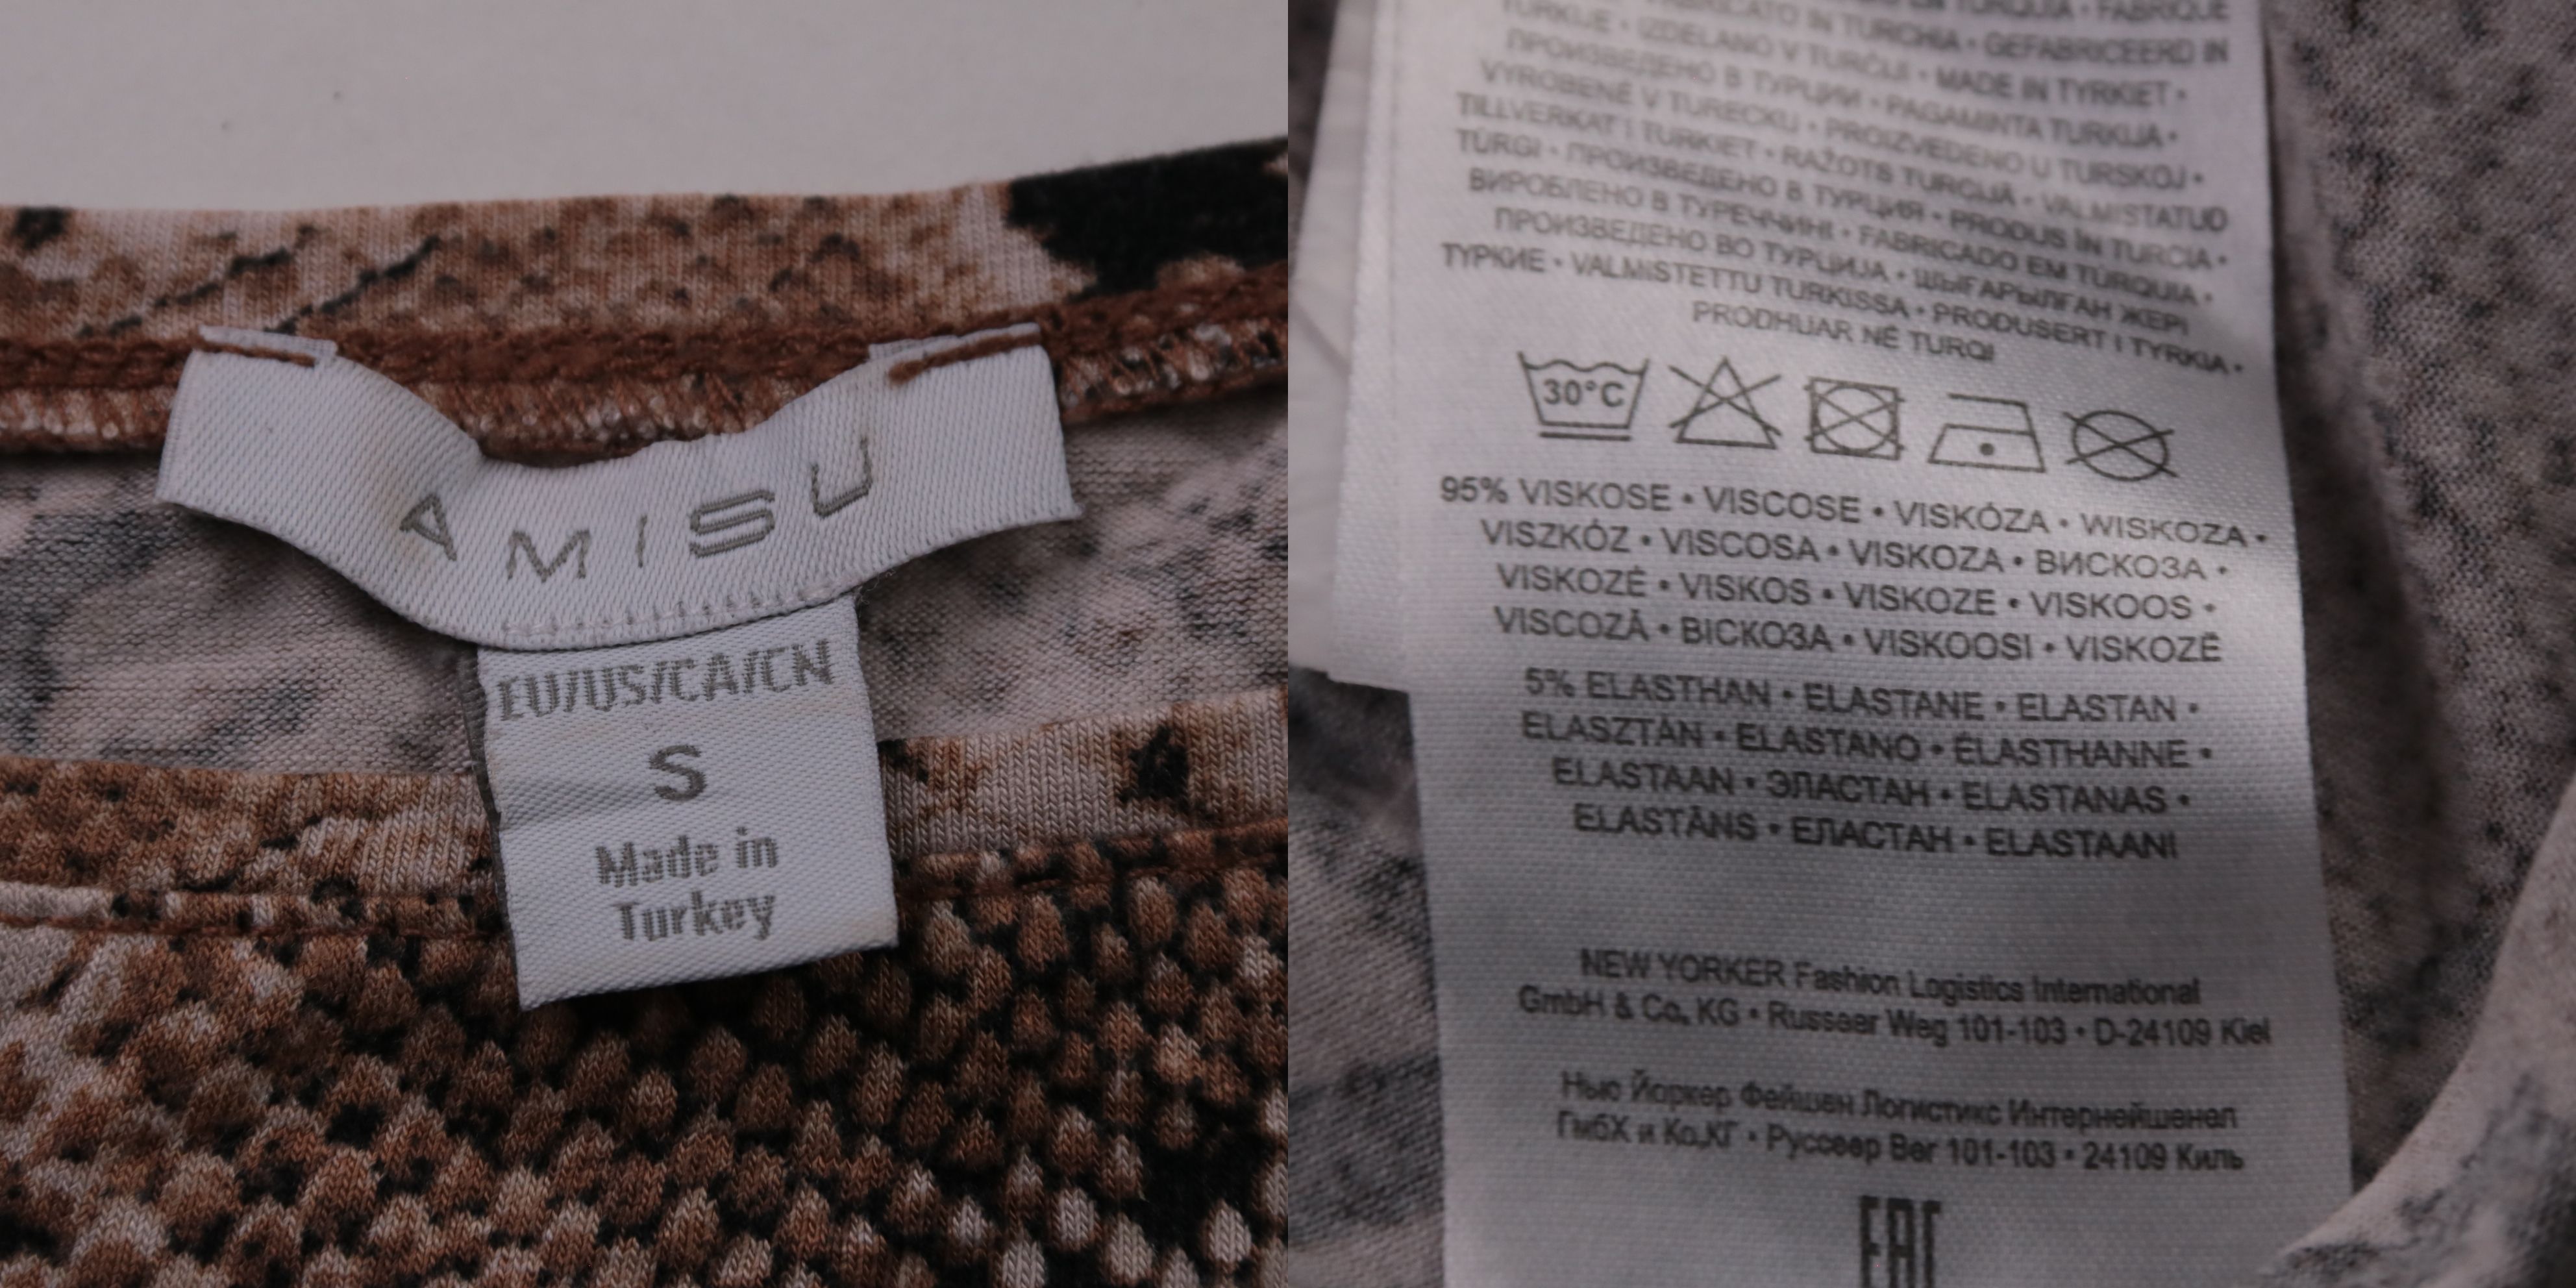 AMISU
EU/US/CA/CN
S
Made in
Turkey
FABRIQUÉ
TURKIJE • IZDELANO V TURČIJI • MADE IN TYRKIET •
ПРОИЗВЕДЕНО В ТУРЦИИ • PAGAMINTA TURKIJA •
VYROBENÉ V TURECKU • PROIZVEDENO U TURSKOJ •
TILLVERKAT I TURKIET • RAŽOTS TURCIJĀ • VALMISTATUD
TÜRGI • ПРОИЗВЕДЕНО В ТУРЦИЯ • PRODUS ÎN TURCIA •
ВИРОБЛЕНО В ТУРЕЧЧИНІ • FABRICADO EM TURQUIA •
ПРОИЗВЕДЕНО ВО ТУРЦИЈА • ШЫҒАРЫЛҒАН ЖЕРІ
ТУРКИЕ • VALMISTETTU TURKISSA • PRODUSERT I TYRKIA •
PRODHUAR NË TURQI
30°C
95% VISKOSE • VISCOSE • VISKÓZA • WISKOZA •
VISZKÓZ • VISCOSA • VISKOZA • ВИСКОЗА •
VISKOZĖ • VISKOS • VISKOZE • VISKOOS •
VISCOZĂ • ВІСКОЗА • VISKOOSI • VISKOZË
5% ELASTHAN • ELASTANE • ELASTAN •
ELASZTÁN • ELASTANO • ÉLASTHANNE •
ELASTAAN • ЭЛАСТАН • ELASTANAS •
ELASTĀNS • ЕЛАСТАН • ELASTAANI
NEW YORKER Fashion Logistics International
GmbH & Co. KG • Russeer Weg 101-103 • D-24109 Kiel
Нью Йоркер Фейшен Логистикс Интернейшенел
ГмбХ и Ко.КГ • Руссеер Вег 101-103 • 24109 Киль
EAC